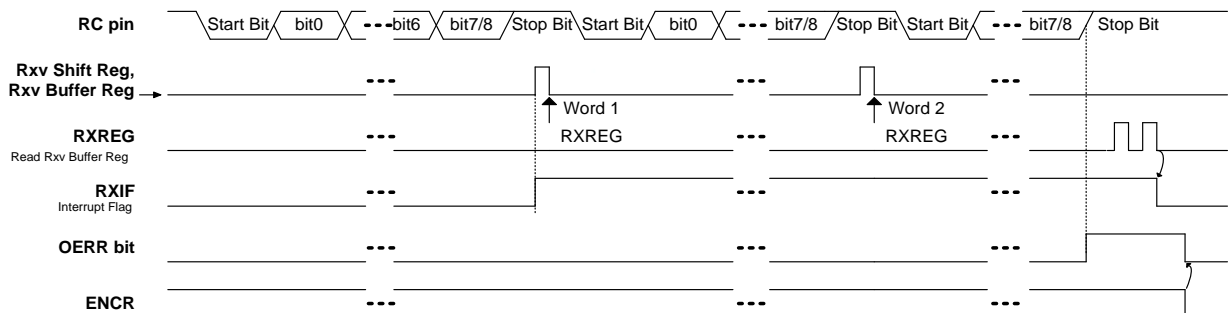 RC pin Start Bit bit0 bit6 bit7/8 Stop Bit Start Bit bit0 bit7/8 Stop Bit Start Bit bit7/8 Stop Bit
Rxv Shift Reg,
Rxv Buffer Reg
Word 1 Word 2
RXREG RXREG RXREG
Read Rxv Buffer Reg
RXIF
Interrupt Flag
OERR bit
ENCR